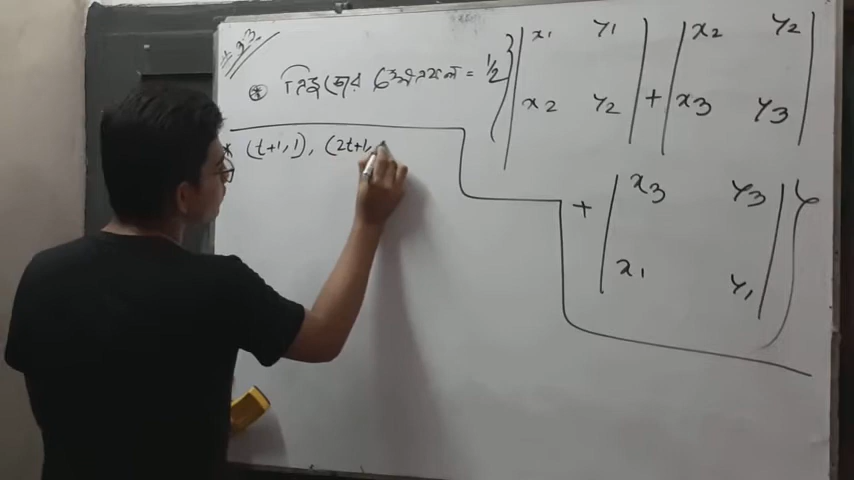 ত্রিভুজের ক্ষেত্রফল = 1/2 { | x₁ y₁ |
| x₂ y₂ | + | x₂ y₂ |
| x₃ y₃ |
+ | x₃ y₃ |
| x₁ y₁ | }
* (t+1, 1), (2t+1,